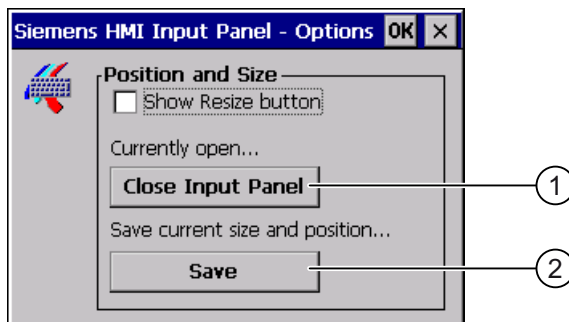 Siemens HMI Input Panel - Options OK ×
Position and Size
Show Resize button
Currently open...
Close Input Panel
1
Save current size and position...
Save
2